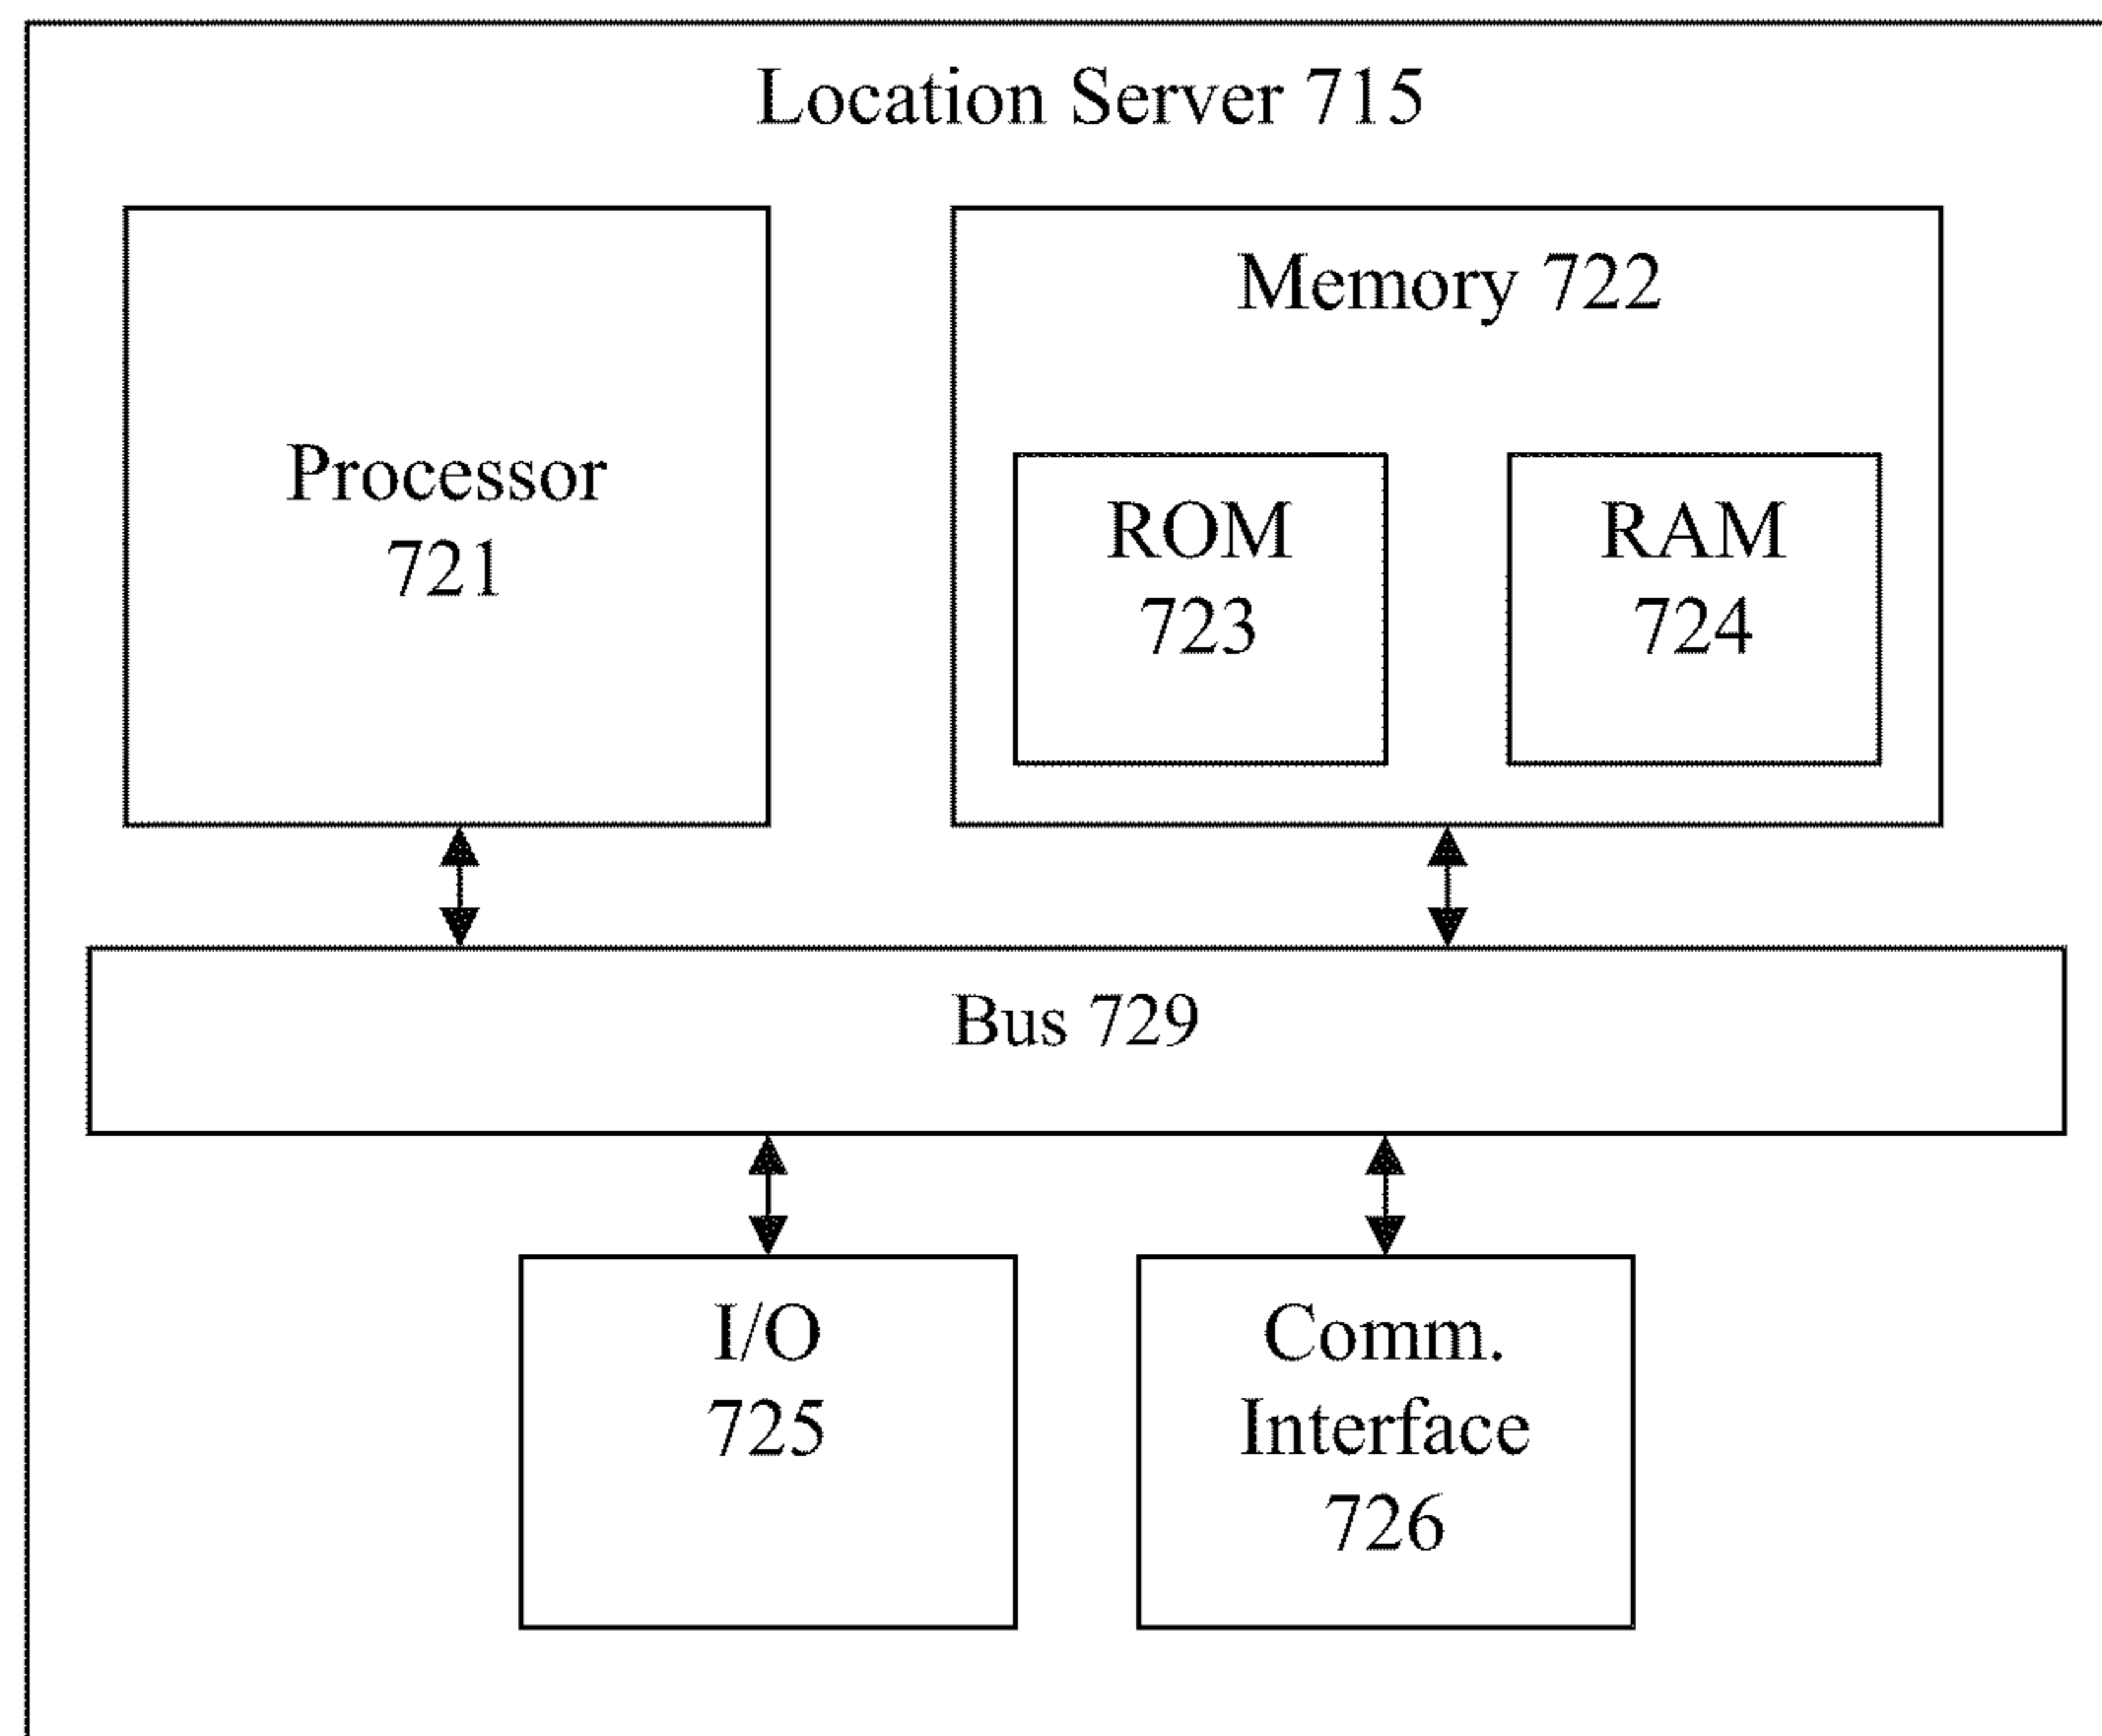 Location Server 715
Processor
721
Memory 722
ROM
723
RAM
724
Bus 729
I/O
725
Comm.
Interface
726